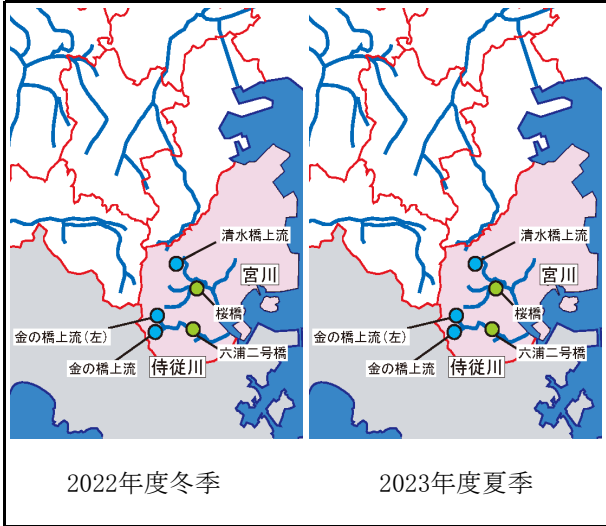 清水橋上流
宮川
桜橋
金の橋上流(左)
六浦二号橋
金の橋上流
侍従川
2022年度冬季
清水橋上流
宮川
桜橋
金の橋上流(左)
六浦二号橋
金の橋上流
侍従川
2023年度夏季